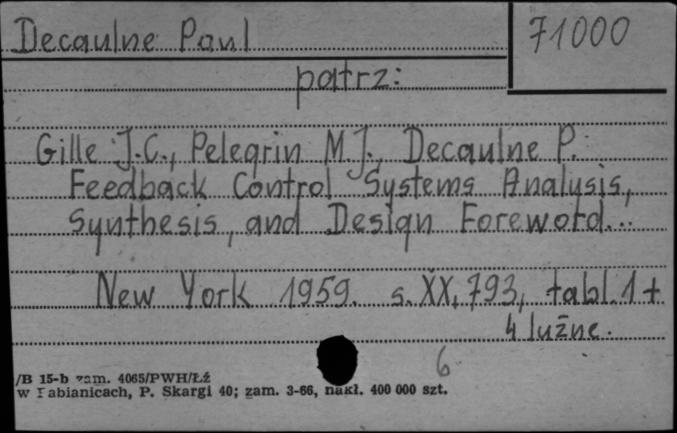 Decaulne Paul
71000
patrz:
Gille J.C., Pelegrin M.J., Decaulne P.
Feedback Control Systems Analysis,
Synthesis, and Design Foreword...
New York 1959. s. XX, 793, tabl. 1 +
4 luźne.
6
/B 15-b zam. 4065/PWH/Łź
w Pabianicach, P. Skargi 40; zam. 3-66, nakł. 400 000 szt.